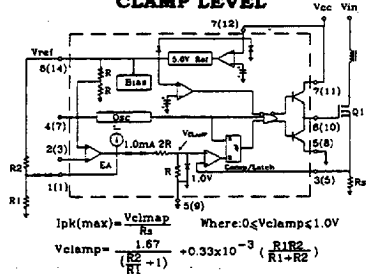 CLAMP LEVEL
7(12) Vcc Vin
Vref
8(14) 5.0V Ref
R Bias
R 7(11)
4(7) Osc 6(10) Q1
2(3) 1.0mA 2R VCLAMP 5(8)
R2 EA R 1.0V Comp/Latch
1(1) 3(5)
R1 5(9) Rs
Ipk(max)= Vclmap Where:0≤Vclamp≤1.0V
Rs
Vclamp= 1.67 +0.33x10⁻³ ( R1R2 )
( R2 +1) R1+R2
R1